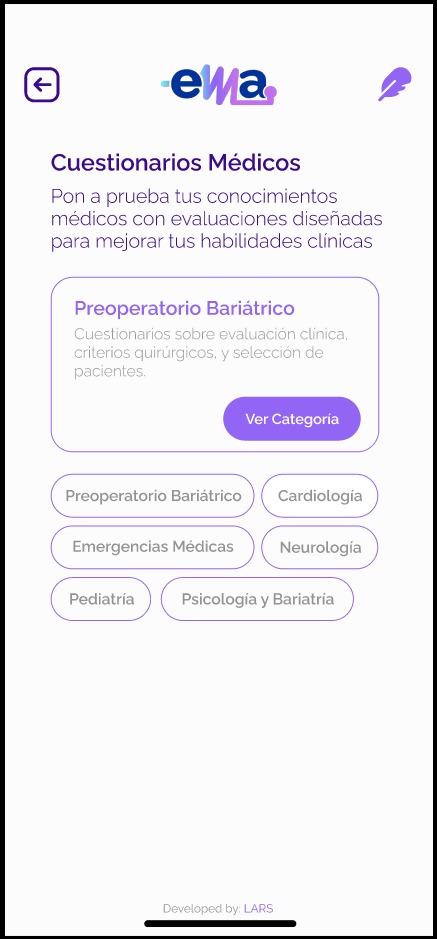 ema
Cuestionarios Médicos
Pon a prueba tus conocimientos
médicos con evaluaciones diseñadas
para mejorar tus habilidades clínicas
Preoperatorio Bariátrico
Cuestionarios sobre evaluación clínica,
criterios quirúrgicos, y selección de
pacientes.
Ver Categoría
Preoperatorio Bariátrico
Cardiología
Emergencias Médicas
Neurología
Pediatría
Psicología y Bariatría
Developed by: LARS